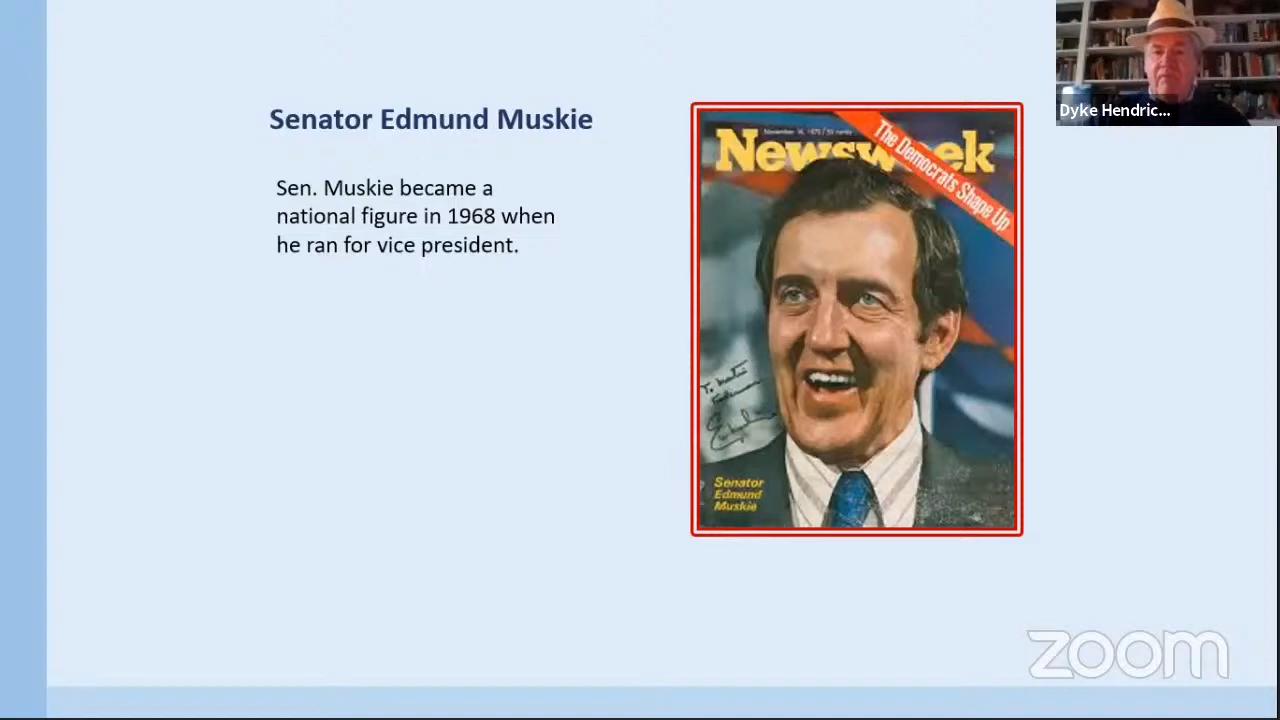 Senator Edmund Muskie
Sen. Muskie became a
national figure in 1968 when
he ran for vice president.
Newsweek
The Democrats Shape Up
Senator
Edmund
Muskie
Dyke Hendric...
zoom